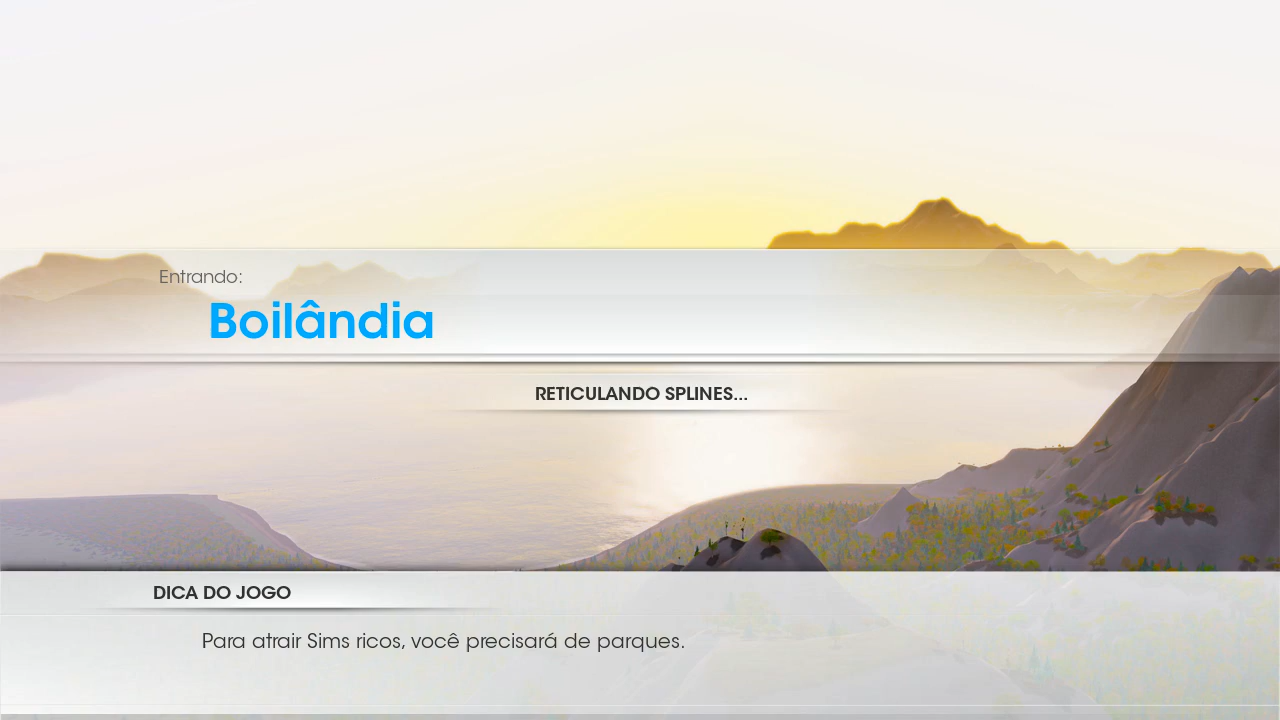 Entrando:
Boilândia
RETICULANDO SPLINES...
DICA DO JOGO
Para atrair Sims ricos, você precisará de parques.